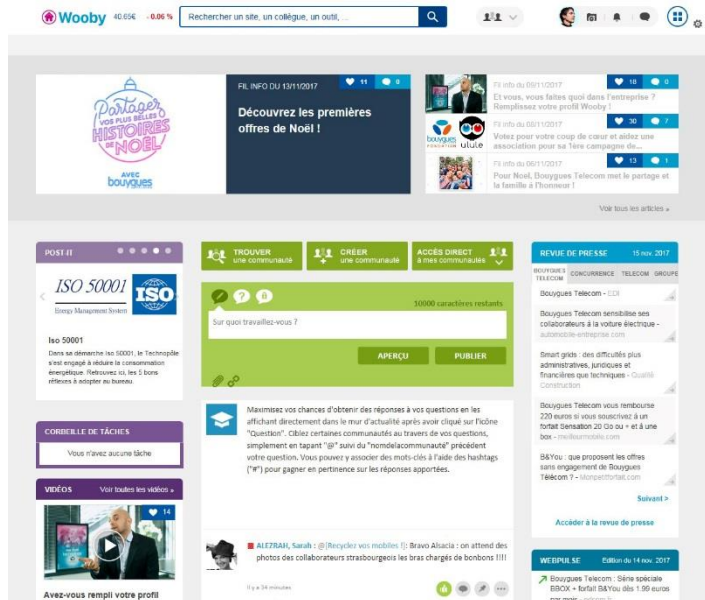 Wooby 40.65€ - 0.06 % Rechercher un site, un collègue, un outil, ...
Partagez
VOS PLUS BELLES
HISTOIRES
DE NOËL
AVEC
bouygues
FIL INFO DU 13/11/2017 11 0
Découvrez les premières
offres de Noël !
Fil info du 09/11/2017 18 0
Et vous, vous faites quoi dans l'entreprise ?
Remplissez votre profil Wooby !
bouygues
FONDATION ulule
Fil info du 08/11/2017 30 7
Votez pour votre coup de cœur et aidez une
association pour sa 1ère campagne de...
Fil info du 06/11/2017 13 1
Pour Noël, Bouygues Telecom met le partage et
la famille à l'honneur !
Voir tous les articles »
POST-IT
ISO 50001
Energy Management System
ISO
Iso 50001
Dans sa démarche Iso 50001, le Technopôle
s'est engagé à réduire la consommation
énergétique. Retrouvez ici, les 5 bons
réflexes à adopter au bureau.
CORBEILLE DE TÂCHES
Vous n'avez aucune tâche
VIDÉOS Voir toutes les vidéos »
14
Avez-vous rempli votre profil
TROUVER
une communauté
CRÉER
une communauté
ACCÈS DIRECT
à mes communautés
50000 caractères restants
Sur quoi travaillez-vous ?
APERÇU PUBLIER
Maximisez vos chances d'obtenir des réponses à vos questions en les
affichant directement dans le mur d'actualité après avoir cliqué sur l'icône
"Question". Ciblez certaines communautés au travers de vos questions,
simplement en tapant "@" suivi du "nomdelacommunauté" précédent
votre question. Vous pouvez y associer des mots-clés à l'aide des hashtags
("#") pour gagner en pertinence sur les réponses apportées.
ALEZRAH, Sarah : @[Recyclez vos mobiles !]: Bravo Alsacia : on attend des
photos des collaborateurs strasbourgeois les bras chargés de bonbons !!!!
Il y a 34 minutes
REVUE DE PRESSE 15 nov. 2017
BOUYGUES
TELECOM CONCURRENCE TELECOM GROUPE
Bouygues Telecom - EDI
Bouygues Telecom sensibilise ses
collaborateurs à la voiture électrique -
automobile-entreprise.com
Smart grids : des difficultés plus
administratives, juridiques et
financières que techniques - Qualité
Construction
Bouygues Telecom vous rembourse
220 euros si vous souscrivez à un
forfait Sensation 20 Go ou + et à une
box - meilleurmobile.com
B&You : que proposent les offres
sans engagement de Bouygues
Télécom ? - Monpetitforfait.com
Suivant >
Accéder à la revue de presse
WEBPULSE Edition du 14 nov. 2017
Bouygues Telecom : Série spéciale
BBOX + forfait B&You dès 1.99 euros
par mois -